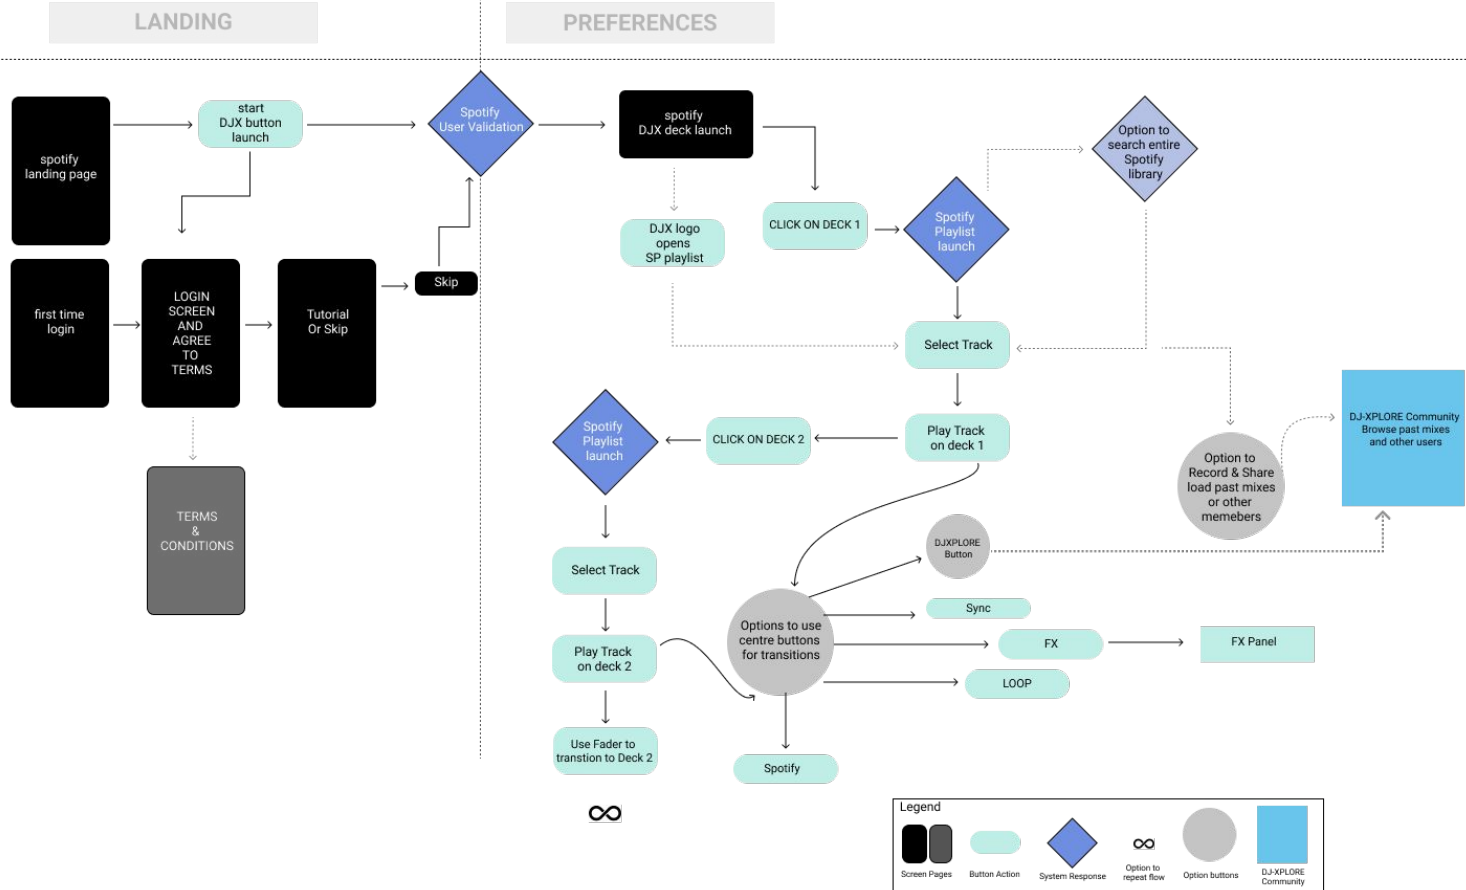 LANDING
PREFERENCES
spotify
landing page
start
DJX button
launch
Spotify
User Validation
spotify
DJX deck launch
Option to
search entire
Spotify
library
DJX logo
opens
SP playlist
CLICK ON DECK 1
Spotify
Playlist
launch
first time
login
LOGIN
SCREEN
AND
AGREE
TO
TERMS
Tutorial
Or Skip
Skip
Select Track
TERMS
&
CONDITIONS
Spotify
Playlist
launch
CLICK ON DECK 2
Play Track
on deck 1
Option to
Record & Share
load past mixes
or other
memebers
DJ-XPLORE Community
Browse past mixes
and other users
DJXPLORE
Button
Select Track
Sync
Options to use
centre buttons
for transitions
FX
FX Panel
Play Track
on deck 2
LOOP
Use Fader to
transtion to Deck 2
Spotify
Legend
Screen Pages
Button Action
System Response
Option to
repeat flow
Option buttons
DJ-XPLORE
Community